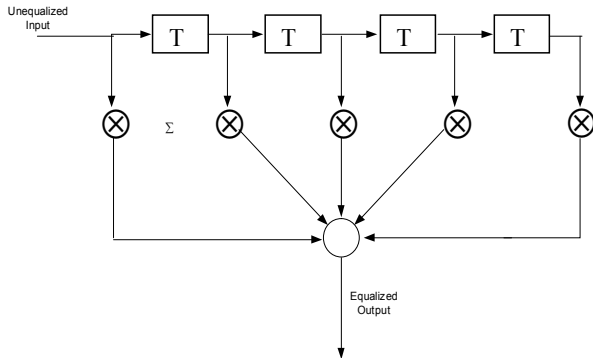 Unequalized
Input
T T T T
Σ
Equalized
Output